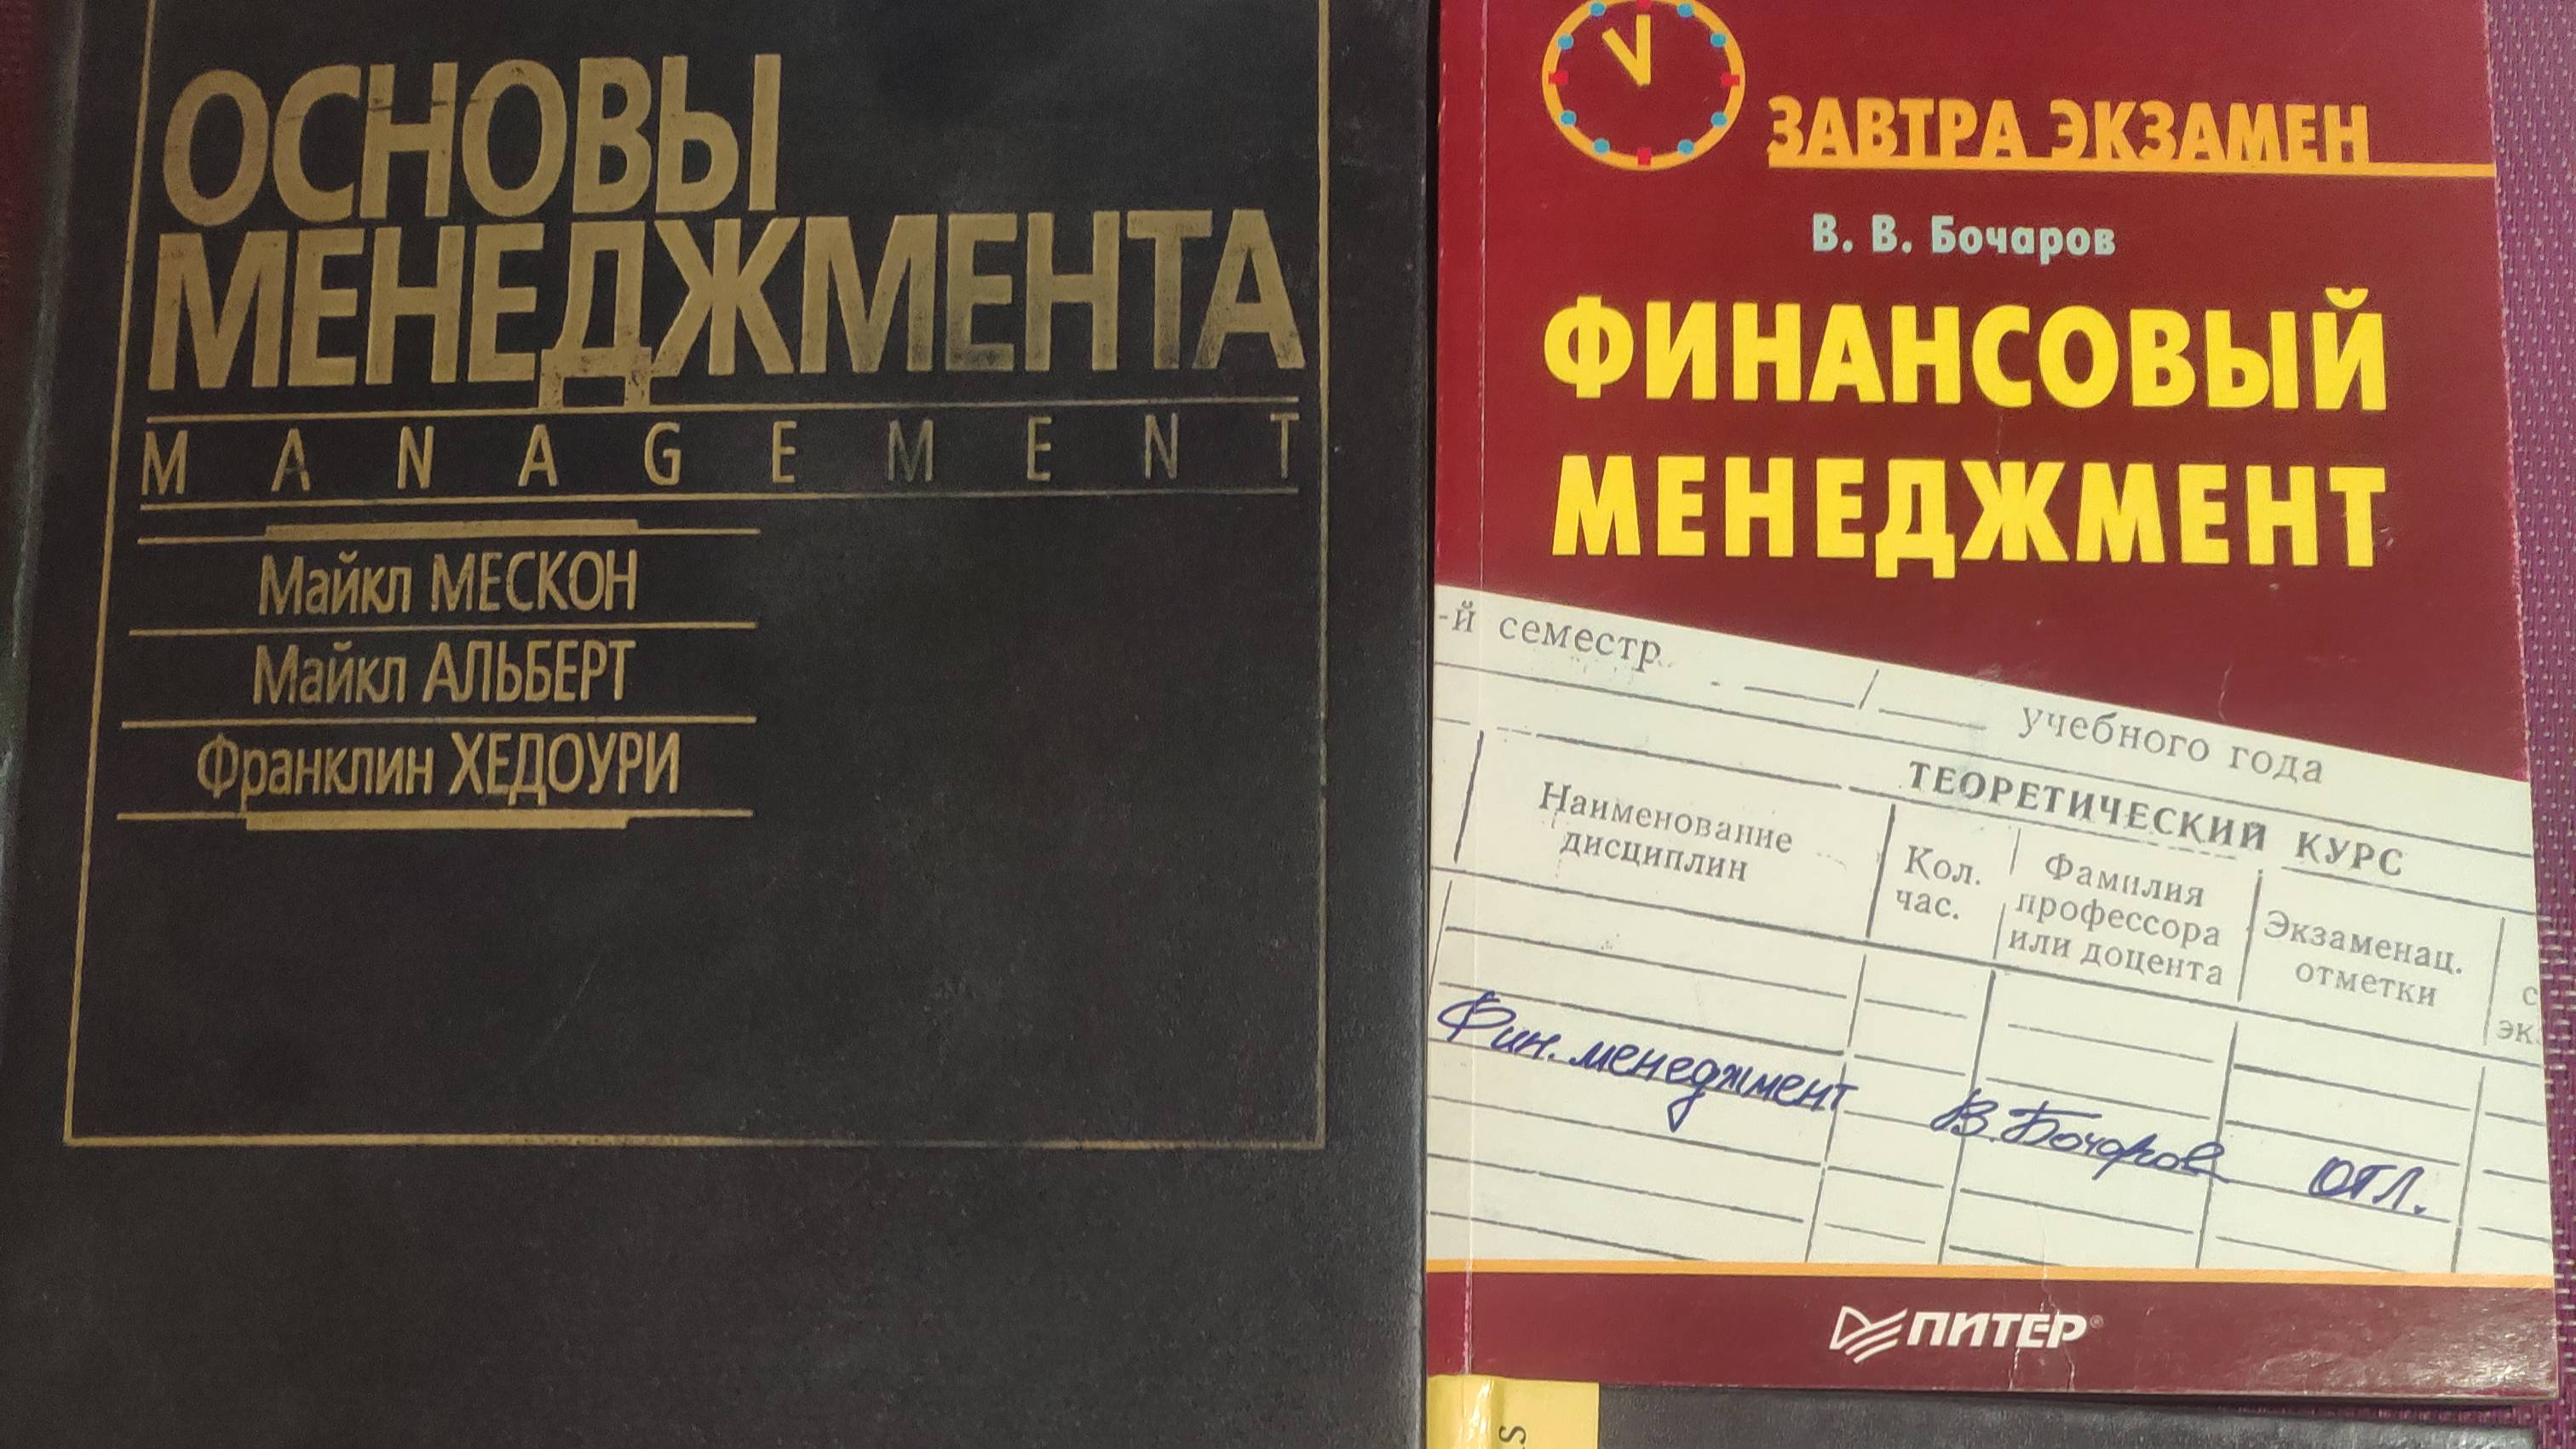 ОСНОВЫ
МЕНЕДЖМЕНТА
MANAGEMENT
Майкл МЕСКОН
Майкл АЛЬБЕРТ
Франклин ХЕДОУРИ
ЗАВТРА ЭКЗАМЕН
В. В. Бочаров
ФИНАНСОВЫЙ
МЕНЕДЖМЕНТ
-й семестр
/
учебного года
ТЕОРЕТИЧЕСКИЙ КУРС
Наименование
дисциплин
Кол.
час.
Фамилия
профессора
или доцента
Экзаменац.
отметки
с
эк
Фин. менеджмент В. Бочаров отл.
ПИТЕР®
S